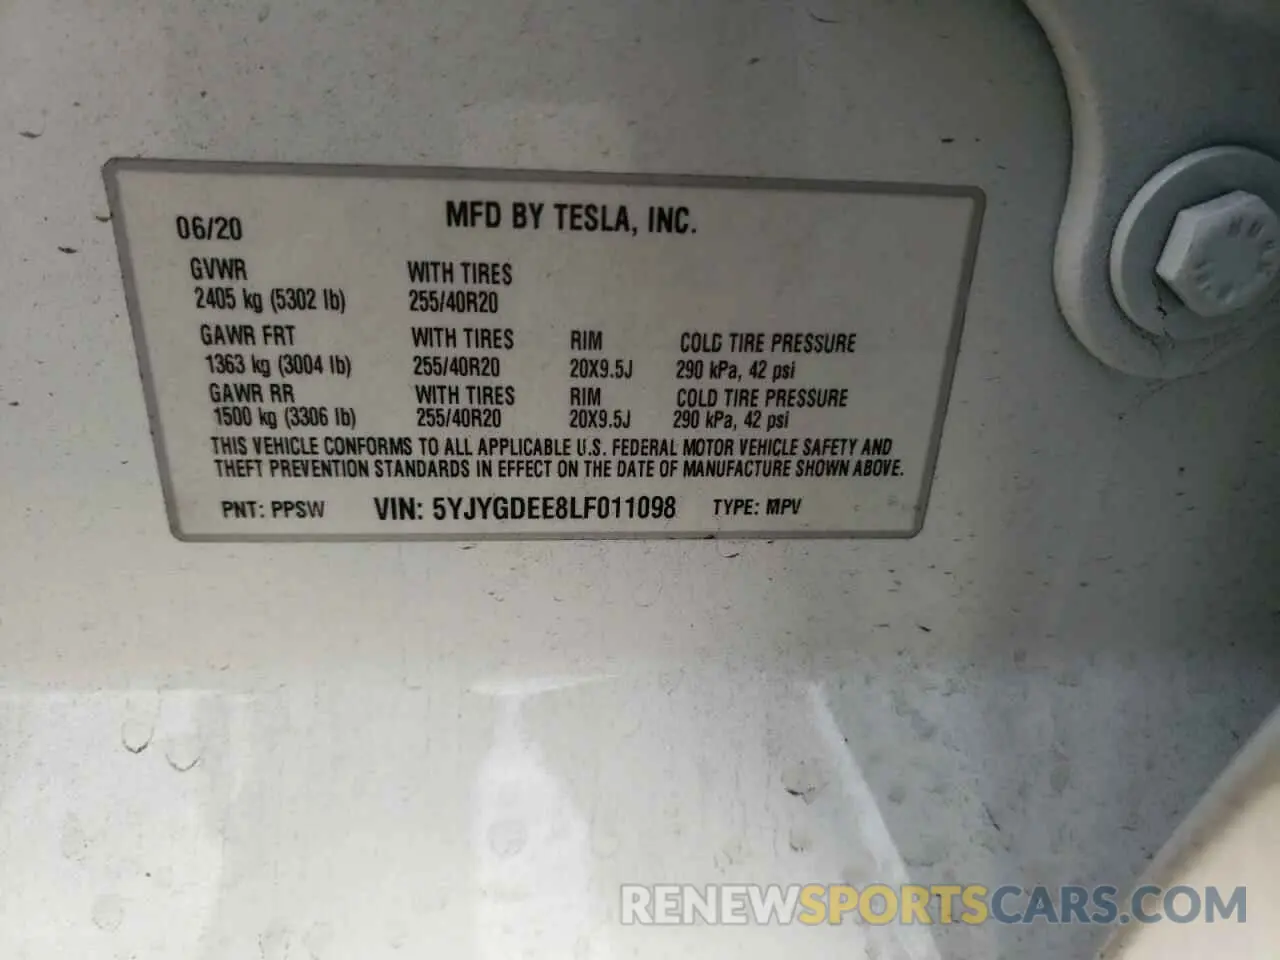 06/20 MFD BY TESLA, INC.
GVWR WITH TIRES
2405 kg (5302 lb) 255/40R20
GAWR FRT WITH TIRES RIM COLD TIRE PRESSURE
1363 kg (3004 lb) 255/40R20 20X9.5J 290 kPa, 42 psi
GAWR RR WITH TIRES RIM COLD TIRE PRESSURE
1500 kg (3306 lb) 255/40R20 20X9.5J 290 kPa, 42 psi
THIS VEHICLE CONFORMS TO ALL APPLICABLE U.S. FEDERAL MOTOR VEHICLE SAFETY AND
THEFT PREVENTION STANDARDS IN EFFECT ON THE DATE OF MANUFACTURE SHOWN ABOVE.
PNT: PPSW VIN: 5YJYGDEE8LF011098 TYPE: MPV
RENEWSPORTSCARS.COM